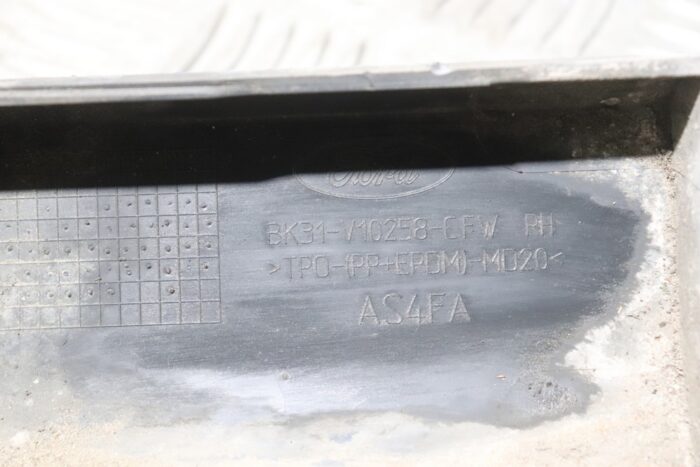 Ford
BK31-V10258-CFW RH
>TPO-(PP+EPDM)-MD20<
AS4FA